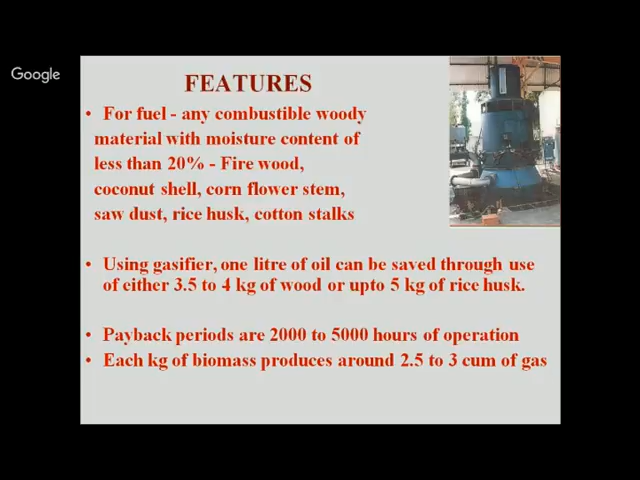 Google
FEATURES
• For fuel - any combustible woody
material with moisture content of
less than 20% - Fire wood,
coconut shell, corn flower stem,
saw dust, rice husk, cotton stalks
• Using gasifier, one litre of oil can be saved through use
of either 3.5 to 4 kg of wood or upto 5 kg of rice husk.
• Payback periods are 2000 to 5000 hours of operation
• Each kg of biomass produces around 2.5 to 3 cum of gas